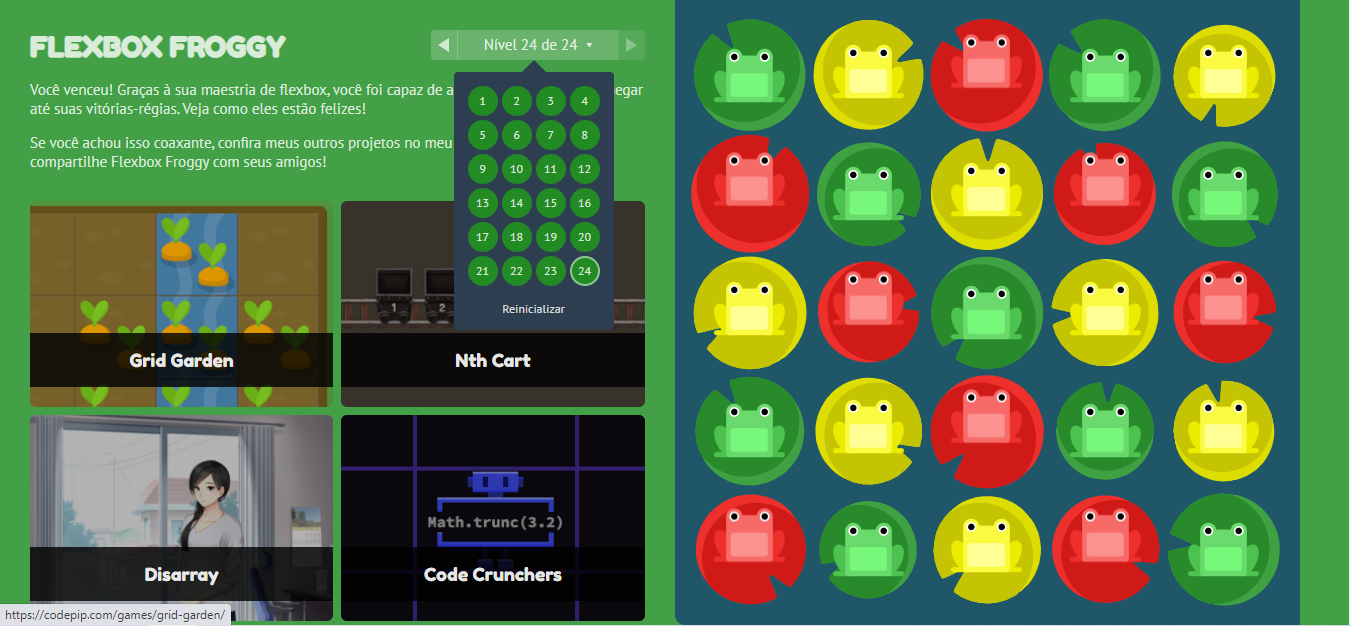 FLEXBOX FROGGY
◀ Nível 24 de 24 ▾ ▶
Você venceu! Graças à sua maestria de flexbox, você foi capaz de a egar
até suas vitórias-régias. Veja como eles estão felizes!
Se você achou isso coaxante, confira meus outros projetos no meu
compartilhe Flexbox Froggy com seus amigos!
1 2 3 4
5 6 7 8
9 10 11 12
13 14 15 16
17 18 19 20
21 22 23 24
Reinicializar
1 2
Grid Garden
Nth Cart
Math.trunc(3.2)
Disarray
Code Crunchers
https://codepip.com/games/grid-garden/